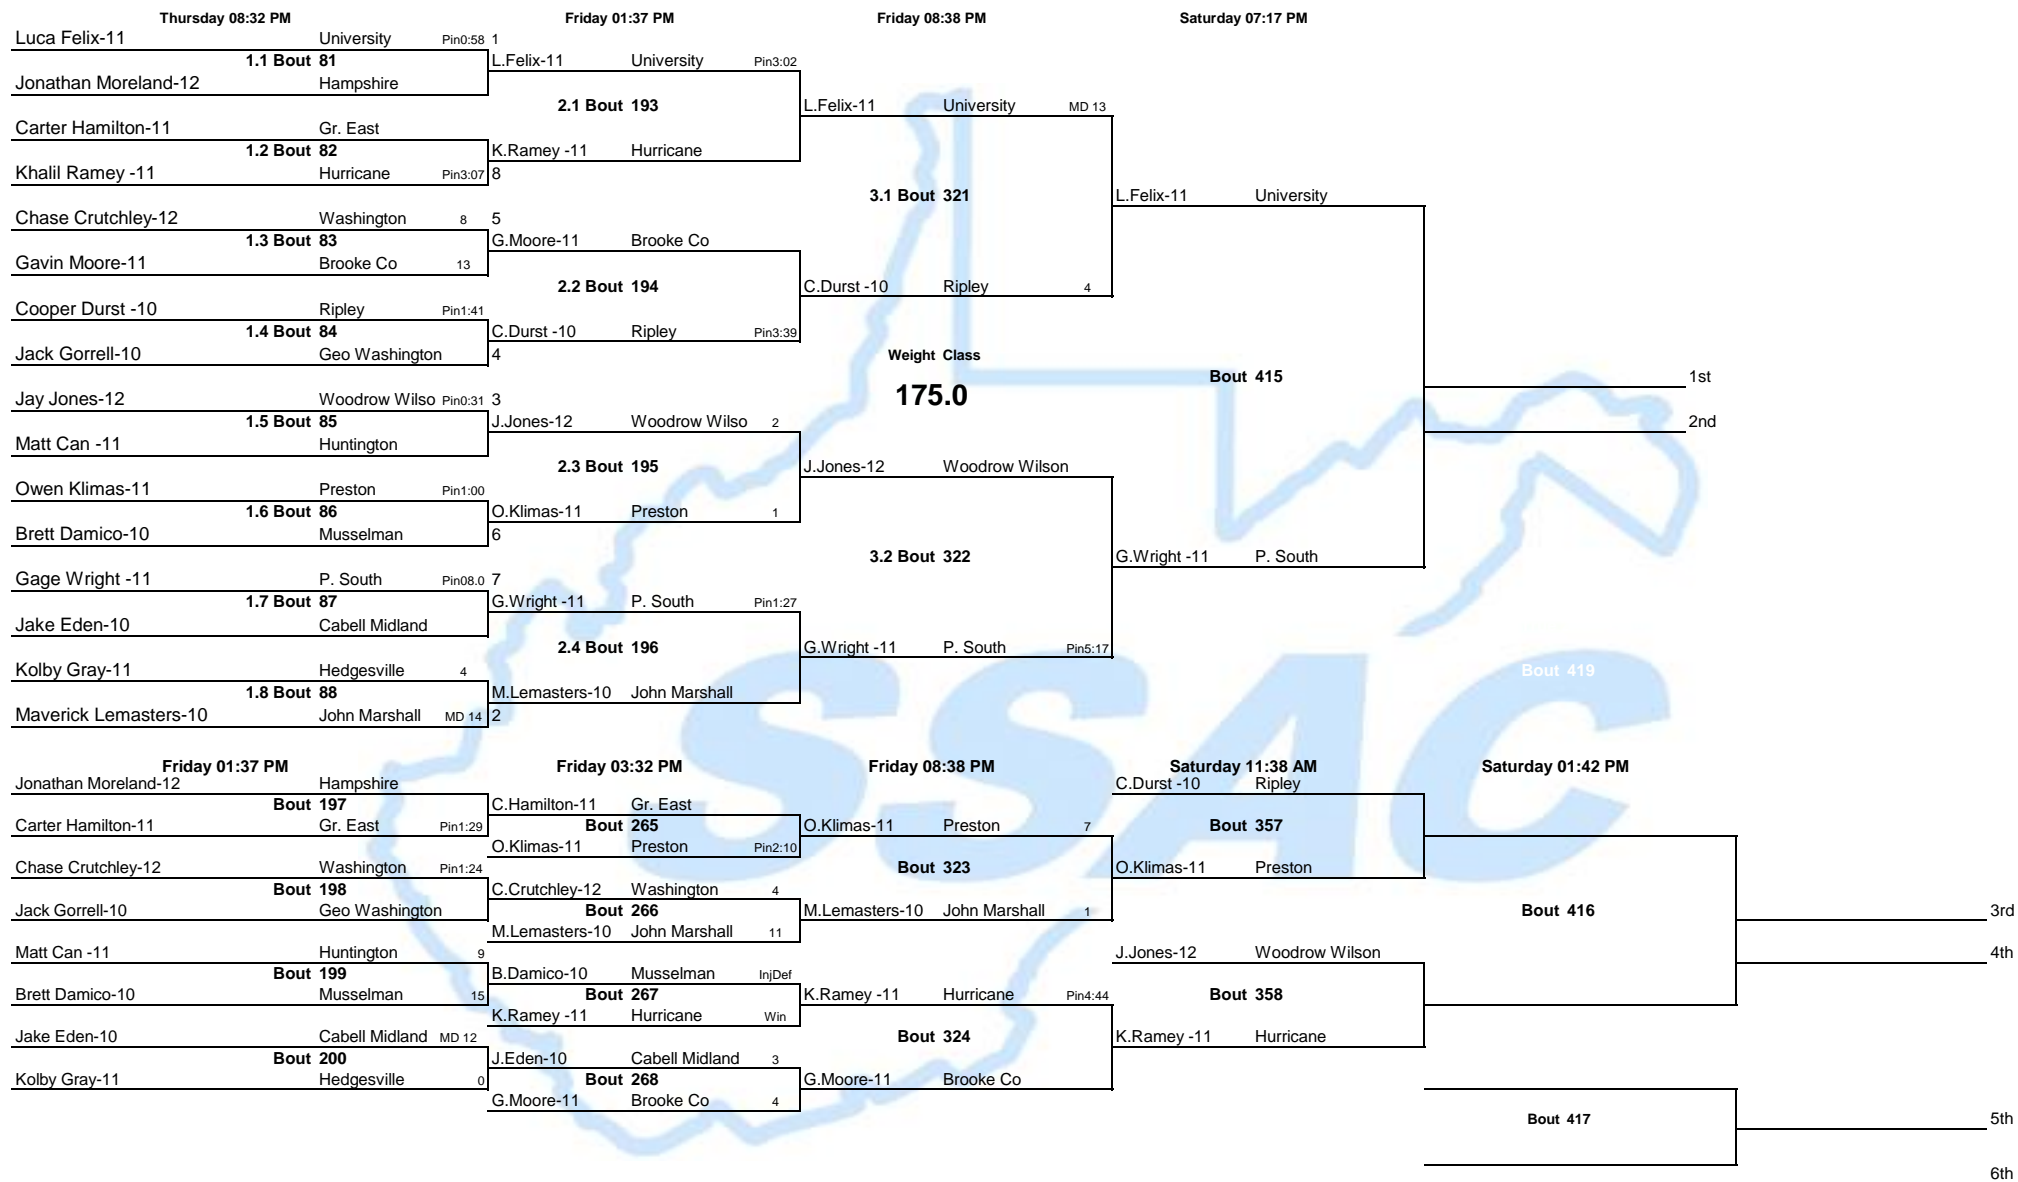 Thursday 08:32 PM Friday 01:37 PM Friday 08:38 PM Saturday 07:17 PM
Luca Felix-11 University Pin0:58 1
1.1 Bout 81 L.Felix-11 University Pin3:02
Jonathan Moreland-12 Hampshire
2.1 Bout 193 L.Felix-11 University MD 13
Carter Hamilton-11 Gr. East
1.2 Bout 82 K.Ramey -11 Hurricane
Khalil Ramey -11 Hurricane Pin3:07 8
3.1 Bout 321 L.Felix-11 University
Chase Crutchley-12 Washington 8 5
1.3 Bout 83 G.Moore-11 Brooke Co
Gavin Moore-11 Brooke Co 13
2.2 Bout 194 C.Durst -10 Ripley 4
Cooper Durst -10 Ripley Pin1:41
1.4 Bout 84 C.Durst -10 Ripley Pin3:39
Jack Gorrell-10 Geo Washington 4 Weight Class
Bout 415 1st
Jay Jones-12 Woodrow Wilso Pin0:31 3 175.0
1.5 Bout 85 J.Jones-12 Woodrow Wilso 2 2nd
Matt Can -11 Huntington
2.3 Bout 195 J.Jones-12 Woodrow Wilson
Owen Klimas-11 Preston Pin1:00
1.6 Bout 86 O.Klimas-11 Preston 1
Brett Damico-10 Musselman 6
3.2 Bout 322 G.Wright -11 P. South
Gage Wright -11 P. South Pin08.0 7
1.7 Bout 87 G.Wright -11 P. South Pin1:27
Jake Eden-10 Cabell Midland
2.4 Bout 196 G.Wright -11 P. South Pin5:17
Kolby Gray-11 Hedgesville 4 Bout 419
1.8 Bout 88 M.Lemasters-10 John Marshall
Maverick Lemasters-10 John Marshall MD 14 2
SSAC
Friday 01:37 PM Friday 03:32 PM Friday 08:38 PM Saturday 11:38 AM Saturday 01:42 PM
Jonathan Moreland-12 Hampshire C.Durst -10 Ripley
Bout 197 C.Hamilton-11 Gr. East
Carter Hamilton-11 Gr. East Pin1:29 Bout 265 O.Klimas-11 Preston 7 Bout 357
O.Klimas-11 Preston Pin2:10
Chase Crutchley-12 Washington Pin1:24 Bout 323 O.Klimas-11 Preston
Bout 198 C.Crutchley-12 Washington 4
Jack Gorrell-10 Geo Washington Bout 266 M.Lemasters-10 John Marshall 1 Bout 416 3rd
M.Lemasters-10 John Marshall 11
Matt Can -11 Huntington 9 J.Jones-12 Woodrow Wilson 4th
Bout 199 B.Damico-10 Musselman InjDef
Brett Damico-10 Musselman 15 Bout 267 K.Ramey -11 Hurricane Pin4:44 Bout 358
K.Ramey -11 Hurricane Win
Jake Eden-10 Cabell Midland MD 12 Bout 324 K.Ramey -11 Hurricane
Bout 200 J.Eden-10 Cabell Midland 3
Kolby Gray-11 Hedgesville 0 Bout 268 G.Moore-11 Brooke Co
G.Moore-11 Brooke Co 4
Bout 417 5th
6th